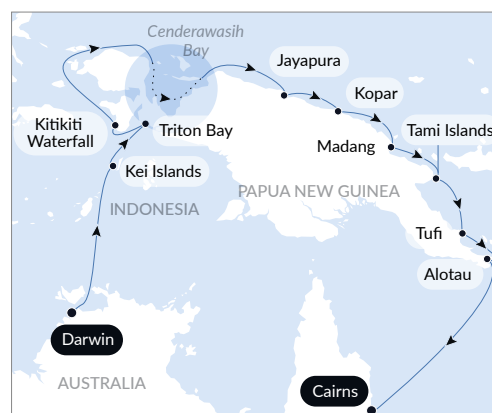 Cenderawasih
Bay
Jayapura
Kopar
Kitikiti
Waterfall
Triton Bay
Madang
Tami Islands
Kei Islands
PAPUA NEW GUINEA
INDONESIA
Tufi
Alotau
Darwin
AUSTRALIA
Cairns